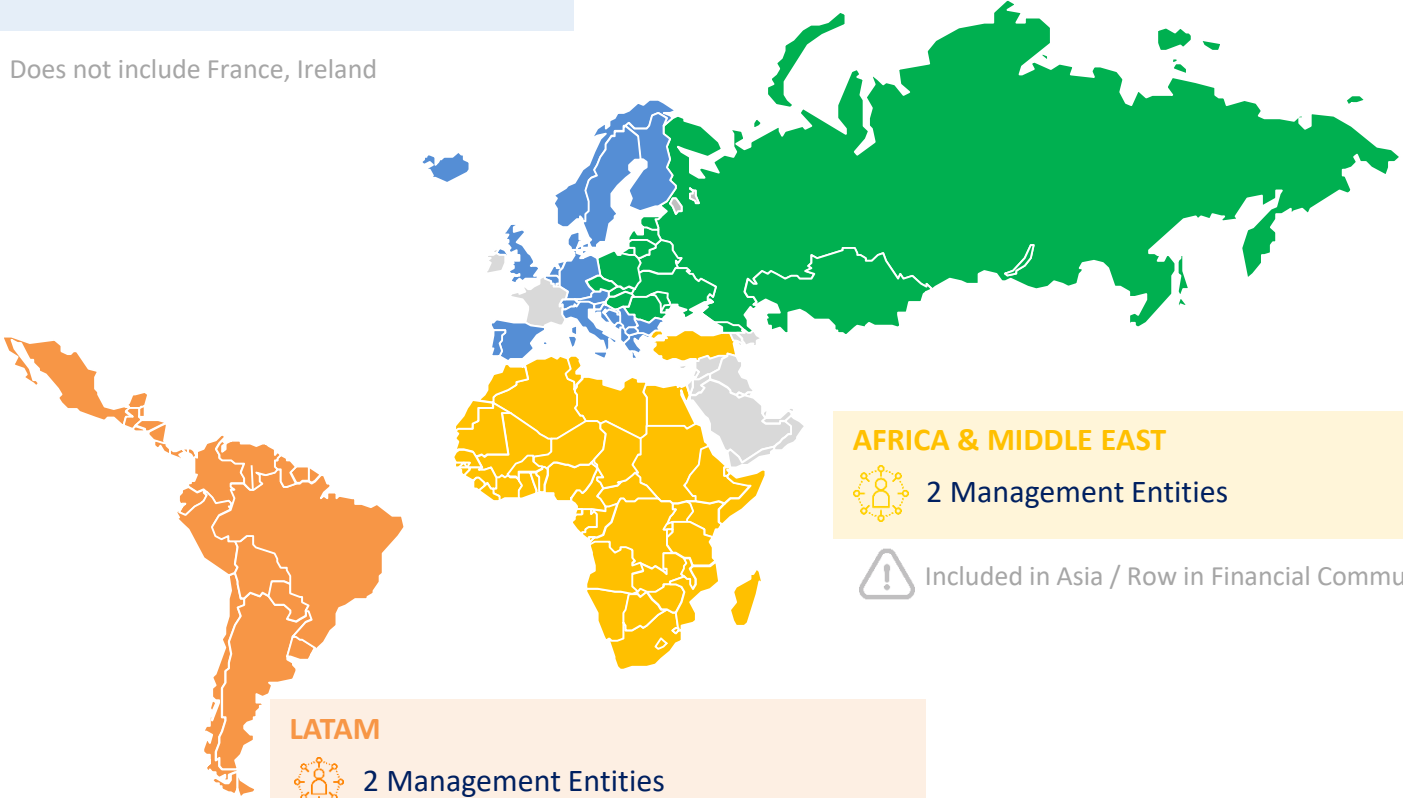 Does not include France, Ireland
AFRICA & MIDDLE EAST
2 Management Entities
Included in Asia / Row in Financial Commu
LATAM
2 Management Entities